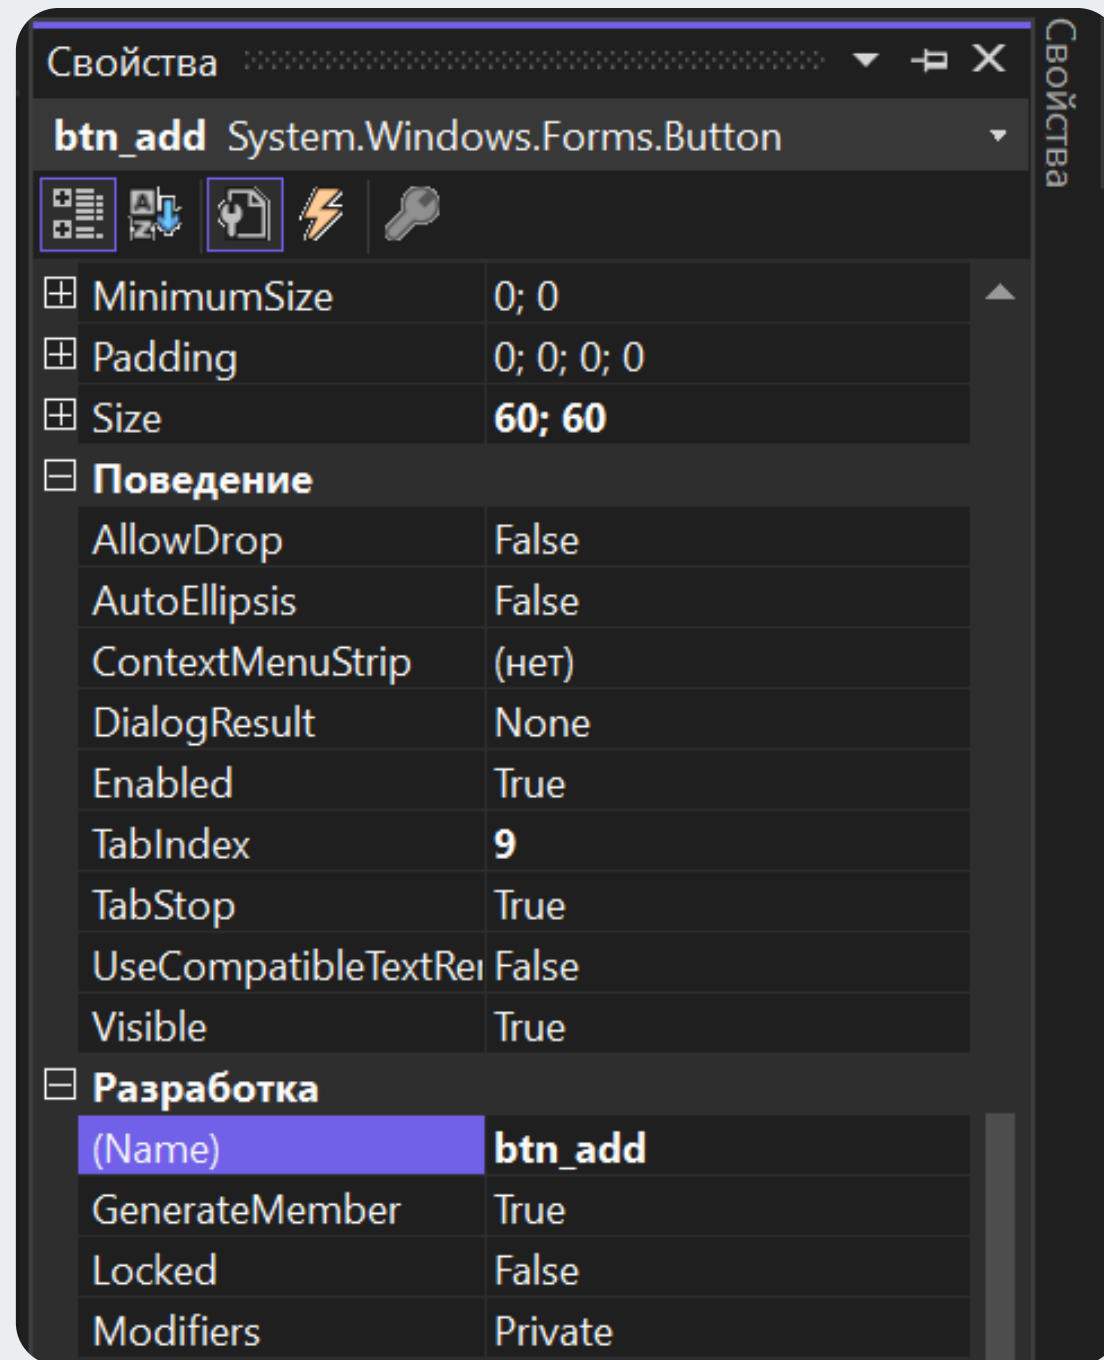 Свойства
btn_add System.Windows.Forms.Button
MinimumSize 0; 0
Padding 0; 0; 0; 0
Size 60; 60
Поведение
AllowDrop False
AutoEllipsis False
ContextMenuStrip (нет)
DialogResult None
Enabled True
TabIndex 9
TabStop True
UseCompatibleTextRe False
Visible True
Разработка
(Name) btn_add
GenerateMember True
Locked False
Modifiers Private
Свойства